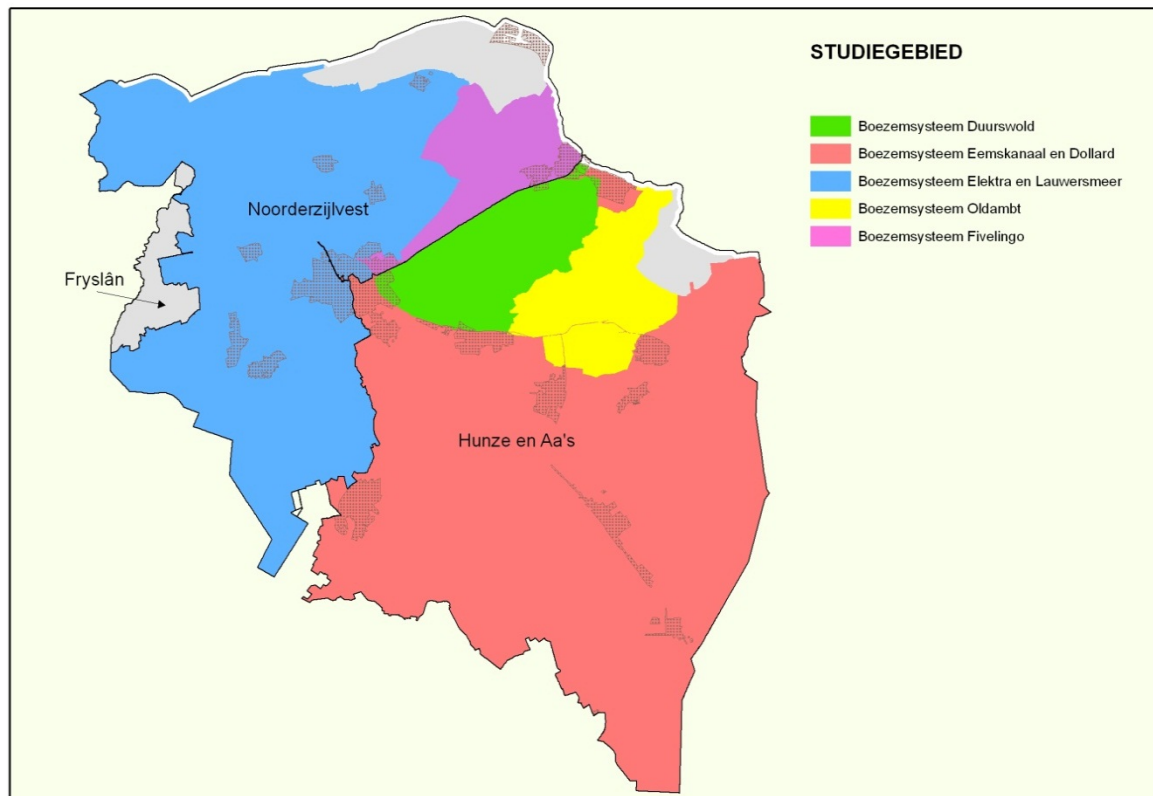 STUDIEGEBIED
Boezemsysteem Duurswold
Boezemsysteem Eemskanaal en Dollard
Boezemsysteem Elektra en Lauwersmeer
Boezemsysteem Oldambt
Boezemsysteem Fivelingo
Noorderzijlvest
Fryslân
Hunze en Aa's